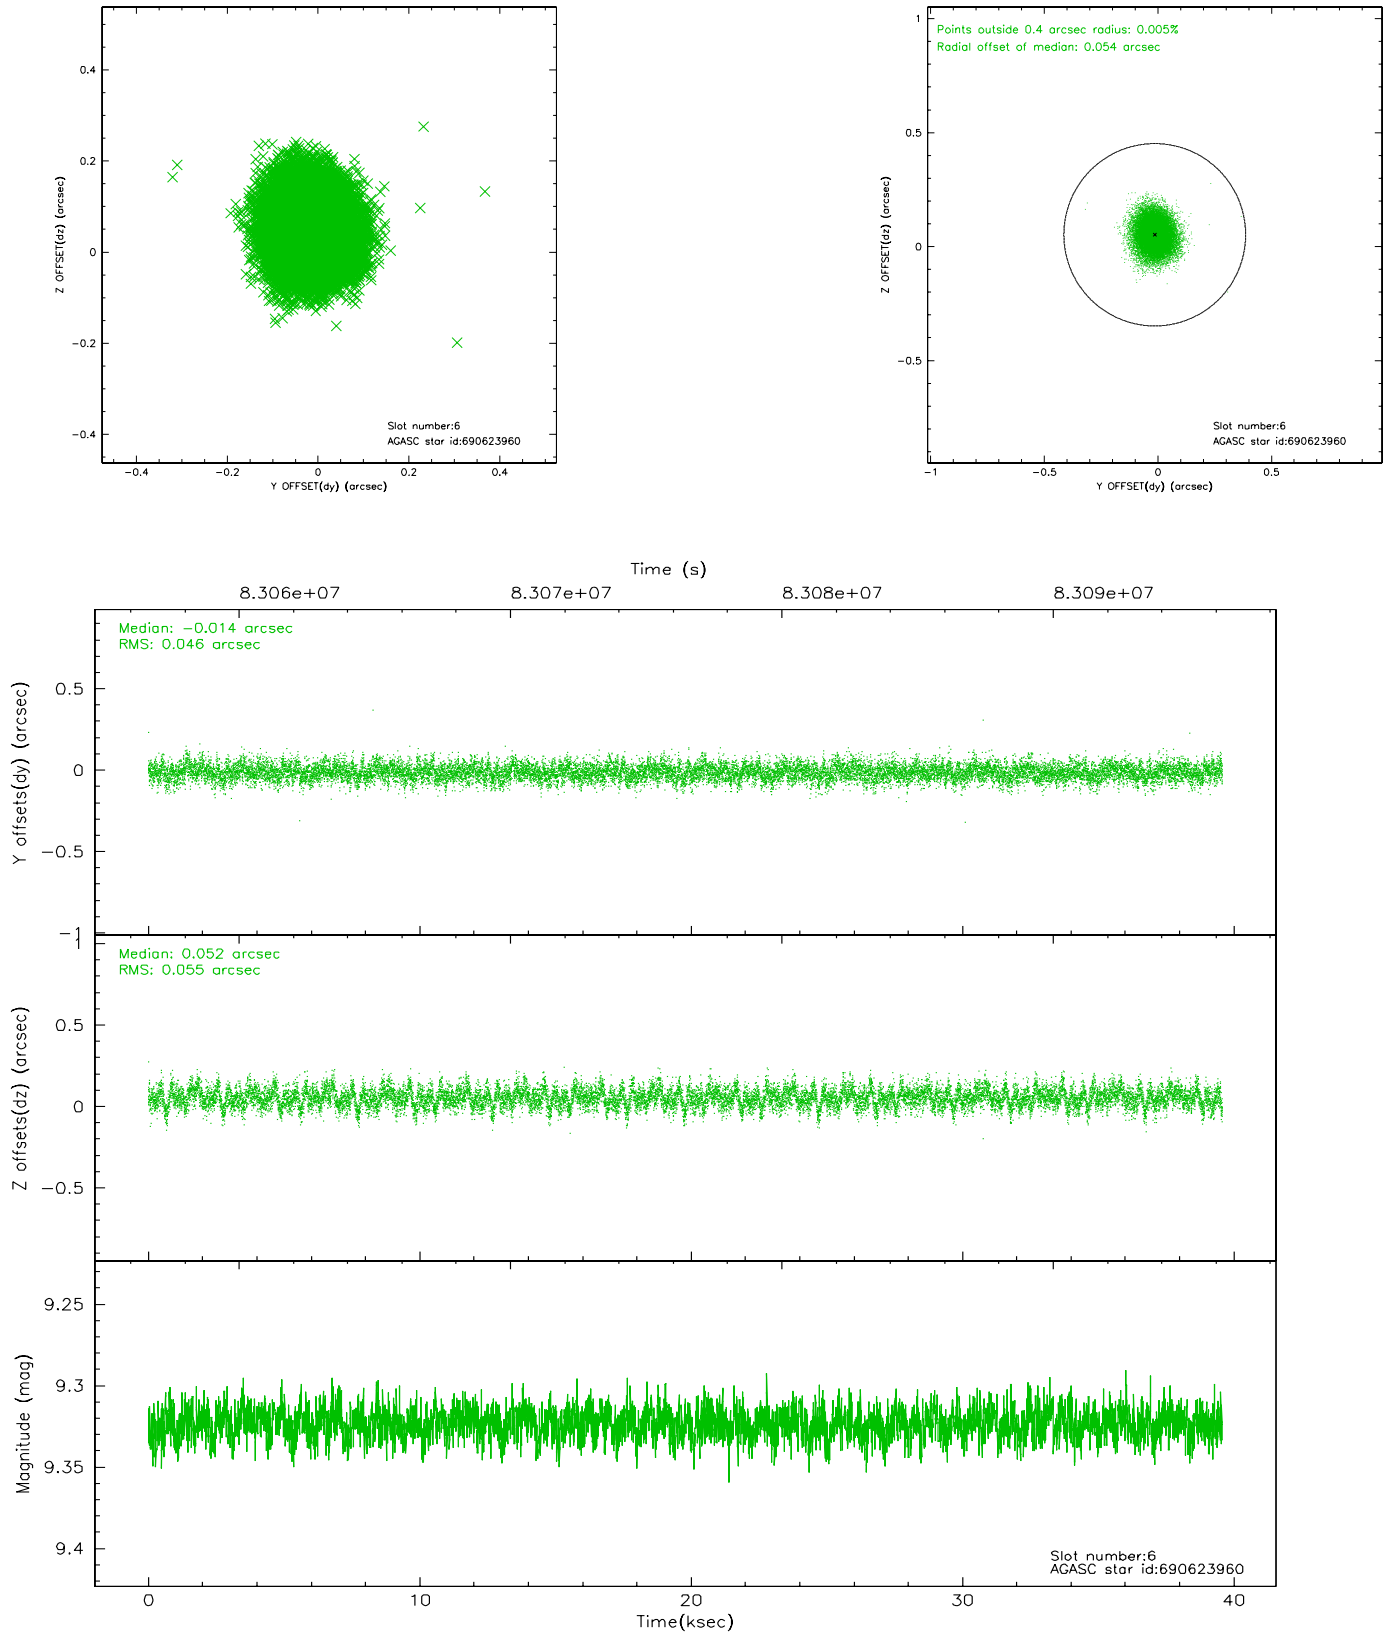 0.4
0.2
0
−0.2
−0.4
Z OFFSET(dz) (arcsec)
Slot number:6
AGASC star id:690623960
−0.4 −0.2 0 0.2 0.4
Y OFFSET(dy) (arcsec)
Points outside 0.4 arcsec radius: 0.005%
Radial offset of median: 0.054 arcsec
1
0.5
0
−0.5
Z OFFSET(dz) (arcsec)
Slot number:6
AGASC star id:690623960
−1 −0.5 0 0.5
Y OFFSET(dy) (arcsec)
Time (s)
8.306e+07 8.307e+07 8.308e+07 8.309e+07
Median: −0.014 arcsec
RMS: 0.046 arcsec
0.5
0
−0.5
−1
Y offsets(dy) (arcsec)
Median: 0.052 arcsec
RMS: 0.055 arcsec
1
0.5
0
−0.5
Z offsets(dz) (arcsec)
9.25
9.3
9.35
9.4
Magnitude (mag)
Slot number:6
AGASC star id:690623960
0 10 20 30 40
Time(ksec)